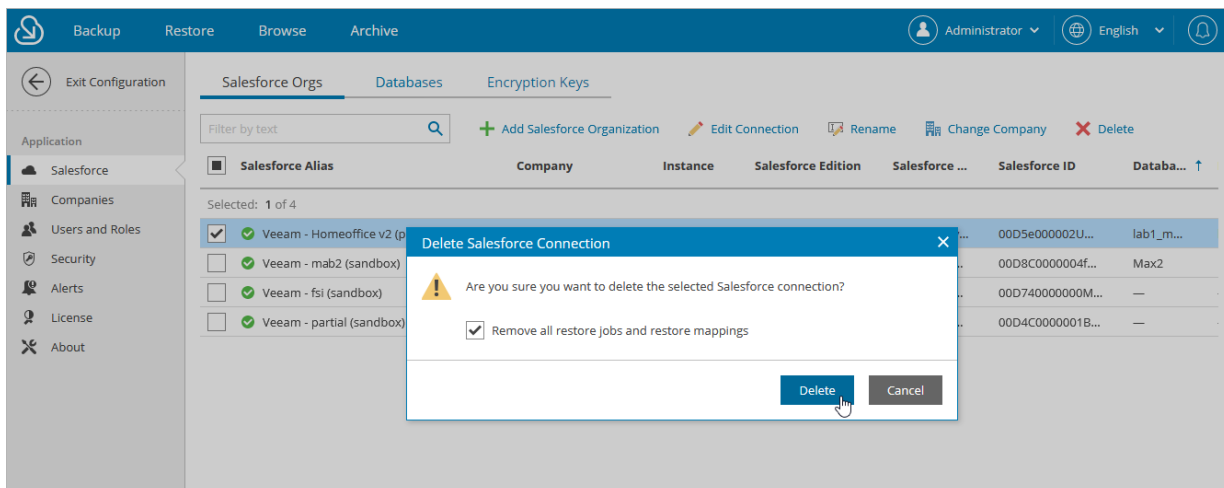 Backup Restore Browse Archive Administrator English
Exit Configuration
Salesforce Orgs Databases Encryption Keys
Filter by text Add Salesforce Organization Edit Connection Rename Change Company Delete
Application
Salesforce
Companies
Users and Roles
Security
Alerts
License
About
Salesforce Alias Company Instance Salesforce Edition Salesforce ... Salesforce ID Databa...
Selected: 1 of 4
Veeam - Homeoffice v2 (p ... 00D5e000002U... lab1_m...
Veeam - mab2 (sandbox) 00D8C0000004f... Max2
Veeam - fsi (sandbox) 00D740000000M... —
Veeam - partial (sandbox) 00D4C0000001B... —
Delete Salesforce Connection
Are you sure you want to delete the selected Salesforce connection?
Remove all restore jobs and restore mappings
Delete Cancel